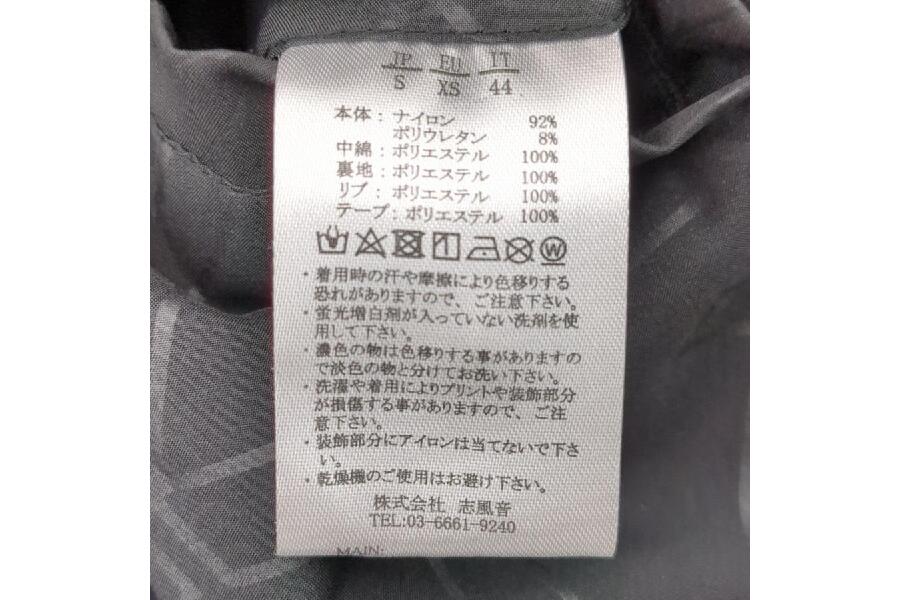 JP EU IT
S XS 44
本体：ナイロン 92%
ポリウレタン 8%
中綿：ポリエステル 100%
裏地：ポリエステル 100%
リブ：ポリエステル 100%
テープ：ポリエステル 100%
W
・着用時の汗や摩擦により色移りする
恐れがありますので、ご注意下さい。
・蛍光増白剤が入っていない洗剤を使
用して下さい。
・濃色の物は色移りする事がありますの
で淡色の物と分けてお洗い下さい。
・洗濯や着用によりプリントや装飾部分
が損傷する事がありますので、ご注
意下さい。
・装飾部分にアイロンは当てないで下さ
い。
・乾燥機のご使用はお避け下さい。
株式会社 志風音
TEL:03-6661-9240
MAIN: